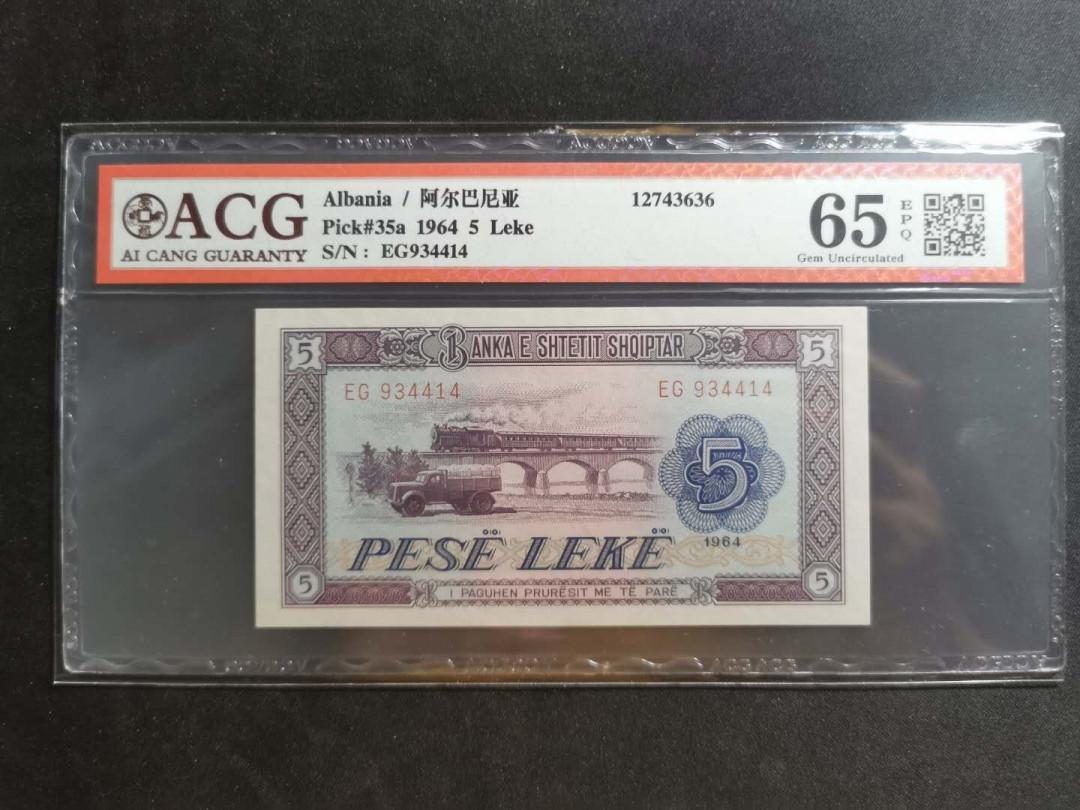 ACG
AI CANG GUARANTY
Albania / 阿尔巴尼亚
Pick#35a 1964 5 Leke
S/N : EG934414
12743636
65
EPQ
Gem Uncirculated
5 BANKA E SHTETIT SHQIPTAR 5
EG 934414 EG 934414
5
PESË LEKË 1964
5 I PAGUHEN PRURËSIT ME TË PARË 5